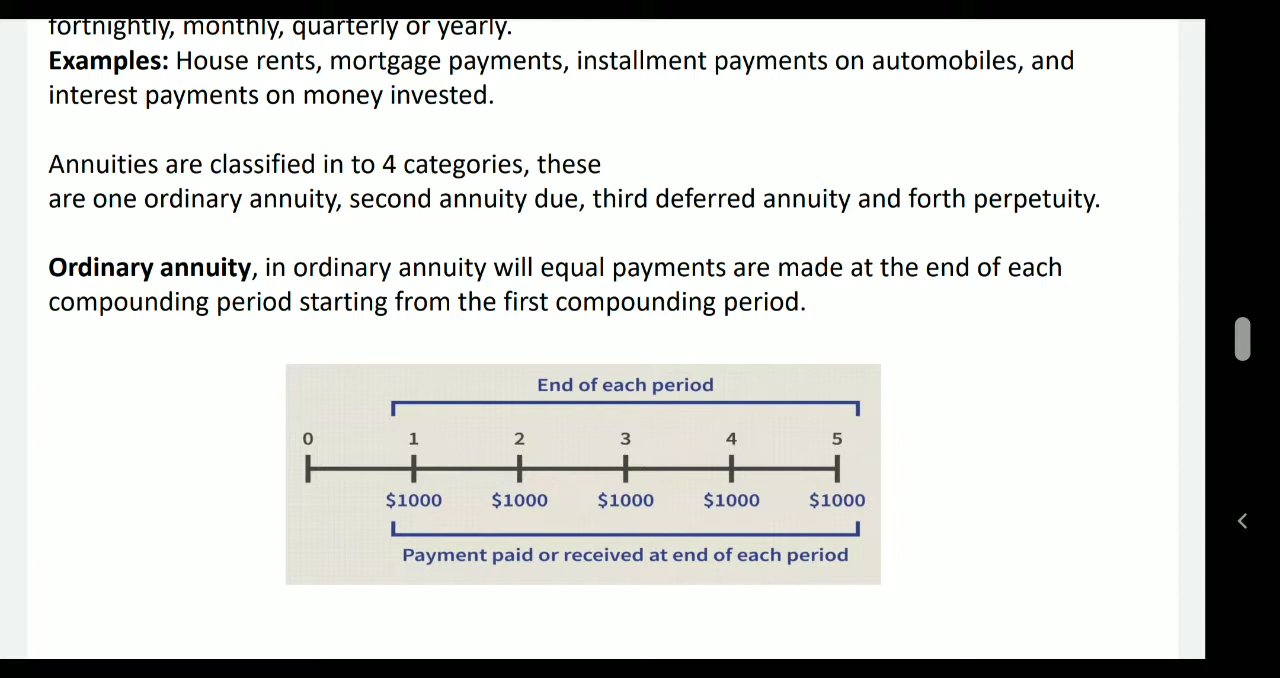 fortnightly, monthly, quarterly or yearly.
Examples: House rents, mortgage payments, installment payments on automobiles, and
interest payments on money invested.
Annuities are classified in to 4 categories, these
are one ordinary annuity, second annuity due, third deferred annuity and forth perpetuity.
Ordinary annuity, in ordinary annuity will equal payments are made at the end of each
compounding period starting from the first compounding period.
End of each period
0 1 2 3 4 5
$1000 $1000 $1000 $1000 $1000
Payment paid or received at end of each period